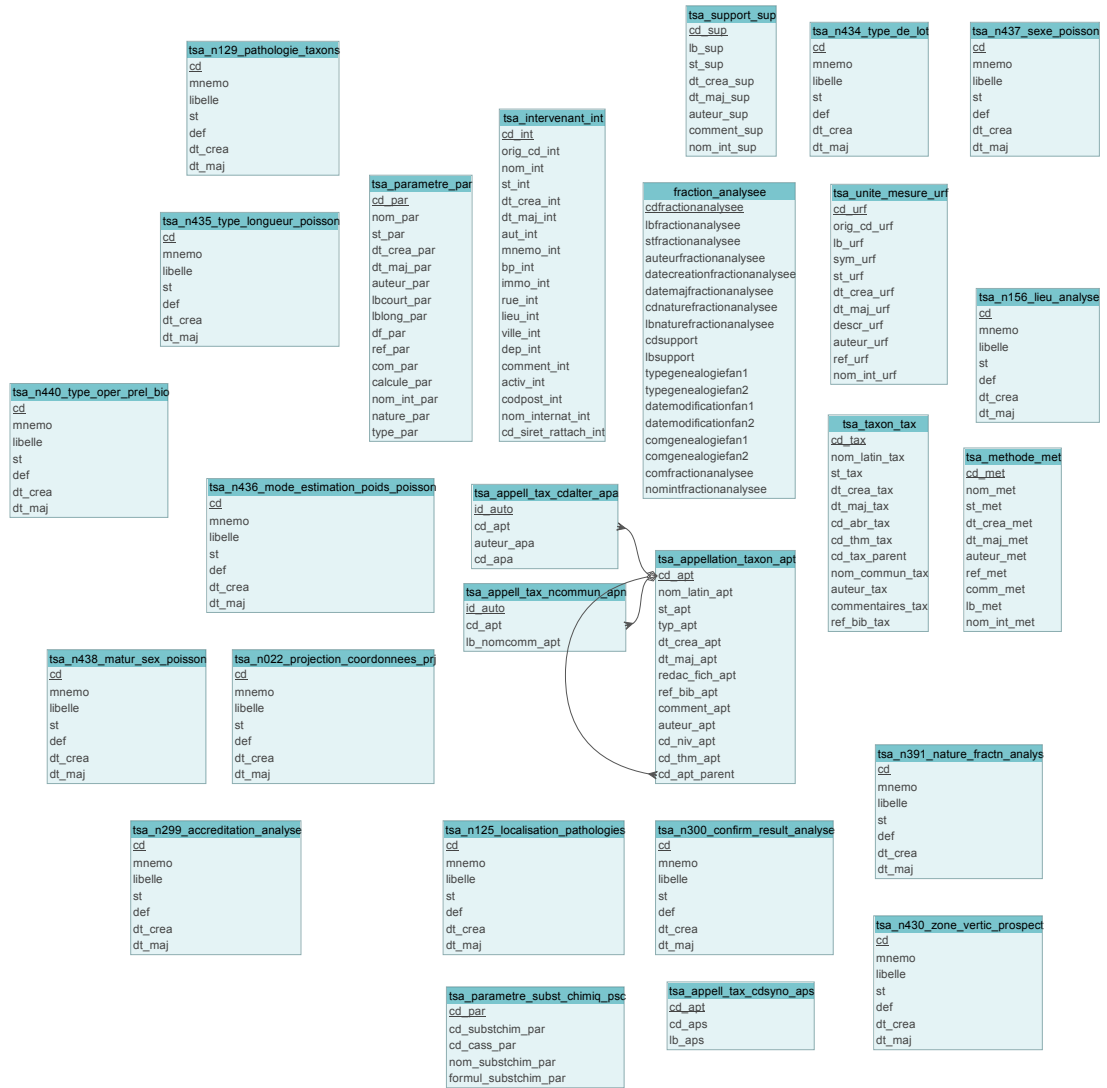 tsa_support_sup
cd_sup
lb_sup
st_sup
dt_crea_sup
dt_maj_sup
auteur_sup
comment_sup
nom_int_sup
tsa_n434_type_de_lot
cd
mnemo
libelle
st
def
dt_crea
dt_maj
tsa_n437_sexe_poisson
cd
mnemo
libelle
st
def
dt_crea
dt_maj
tsa_n129_pathologie_taxons
cd
mnemo
libelle
st
def
dt_crea
dt_maj
tsa_intervenant_int
cd_int
orig_cd_int
nom_int
st_int
dt_crea_int
dt_maj_int
aut_int
mnemo_int
bp_int
immo_int
rue_int
lieu_int
ville_int
dep_int
comment_int
activ_int
codpost_int
nom_internat_int
cd_siret_rattach_int
tsa_parametre_par
cd_par
nom_par
st_par
dt_crea_par
dt_maj_par
auteur_par
lbcourt_par
lblong_par
df_par
ref_par
com_par
calcule_par
nom_int_par
nature_par
type_par
fraction_analysee
cdfractionanalysee
lbfractionanalysee
stfractionanalysee
auteurfractionanalysee
datecreationfractionanalysee
datemajfractionanalysee
cdnaturefractionanalysee
lbnaturefractionanalysee
cdsupport
lbsupport
typegenealogiefan1
typegenealogiefan2
datemodificationfan1
datemodificationfan2
comgenealogiefan1
comgenealogiefan2
comfractionanalysee
nomintfractionanalysee
tsa_unite_mesure_urf
cd_urf
orig_cd_urf
lb_urf
sym_urf
st_urf
dt_crea_urf
dt_maj_urf
descr_urf
auteur_urf
ref_urf
nom_int_urf
tsa_n435_type_longueur_poisson
cd
mnemo
libelle
st
def
dt_crea
dt_maj
tsa_n156_lieu_analyse
cd
mnemo
libelle
st
def
dt_crea
dt_maj
tsa_n440_type_oper_prel_bio
cd
mnemo
libelle
st
def
dt_crea
dt_maj
tsa_taxon_tax
cd_tax
nom_latin_tax
st_tax
dt_crea_tax
dt_maj_tax
cd_abr_tax
cd_thm_tax
cd_tax_parent
nom_commun_tax
auteur_tax
commentaires_tax
ref_bib_tax
tsa_methode_met
cd_met
nom_met
st_met
dt_crea_met
dt_maj_met
auteur_met
ref_met
comm_met
lb_met
nom_int_met
tsa_n436_mode_estimation_poids_poisson
cd
mnemo
libelle
st
def
dt_crea
dt_maj
tsa_appell_tax_cdalter_apa
id_auto
cd_apt
auteur_apa
cd_apa
tsa_appellation_taxon_apt
cd_apt
nom_latin_apt
st_apt
typ_apt
dt_crea_apt
dt_maj_apt
redac_fich_apt
ref_bib_apt
comment_apt
auteur_apt
cd_niv_apt
cd_thm_apt
cd_apt_parent
tsa_appell_tax_ncommun_apn
id_auto
cd_apt
lb_nomcomm_apt
tsa_n438_matur_sex_poisson
cd
mnemo
libelle
st
def
dt_crea
dt_maj
tsa_n022_projection_coordonnees_prj
cd
mnemo
libelle
st
def
dt_crea
dt_maj
tsa_n391_nature_fractn_analys
cd
mnemo
libelle
st
def
dt_crea
dt_maj
tsa_n299_accreditation_analyse
cd
mnemo
libelle
st
def
dt_crea
dt_maj
tsa_n125_localisation_pathologies
cd
mnemo
libelle
st
def
dt_crea
dt_maj
tsa_n300_confirm_result_analyse
cd
mnemo
libelle
st
def
dt_crea
dt_maj
tsa_n430_zone_vertic_prospect
cd
mnemo
libelle
st
def
dt_crea
dt_maj
tsa_parametre_subst_chimiq_psc
cd_par
cd_substchim_par
cd_cass_par
nom_substchim_par
formul_substchim_par
tsa_appell_tax_cdsyno_aps
cd_apt
cd_aps
lb_aps